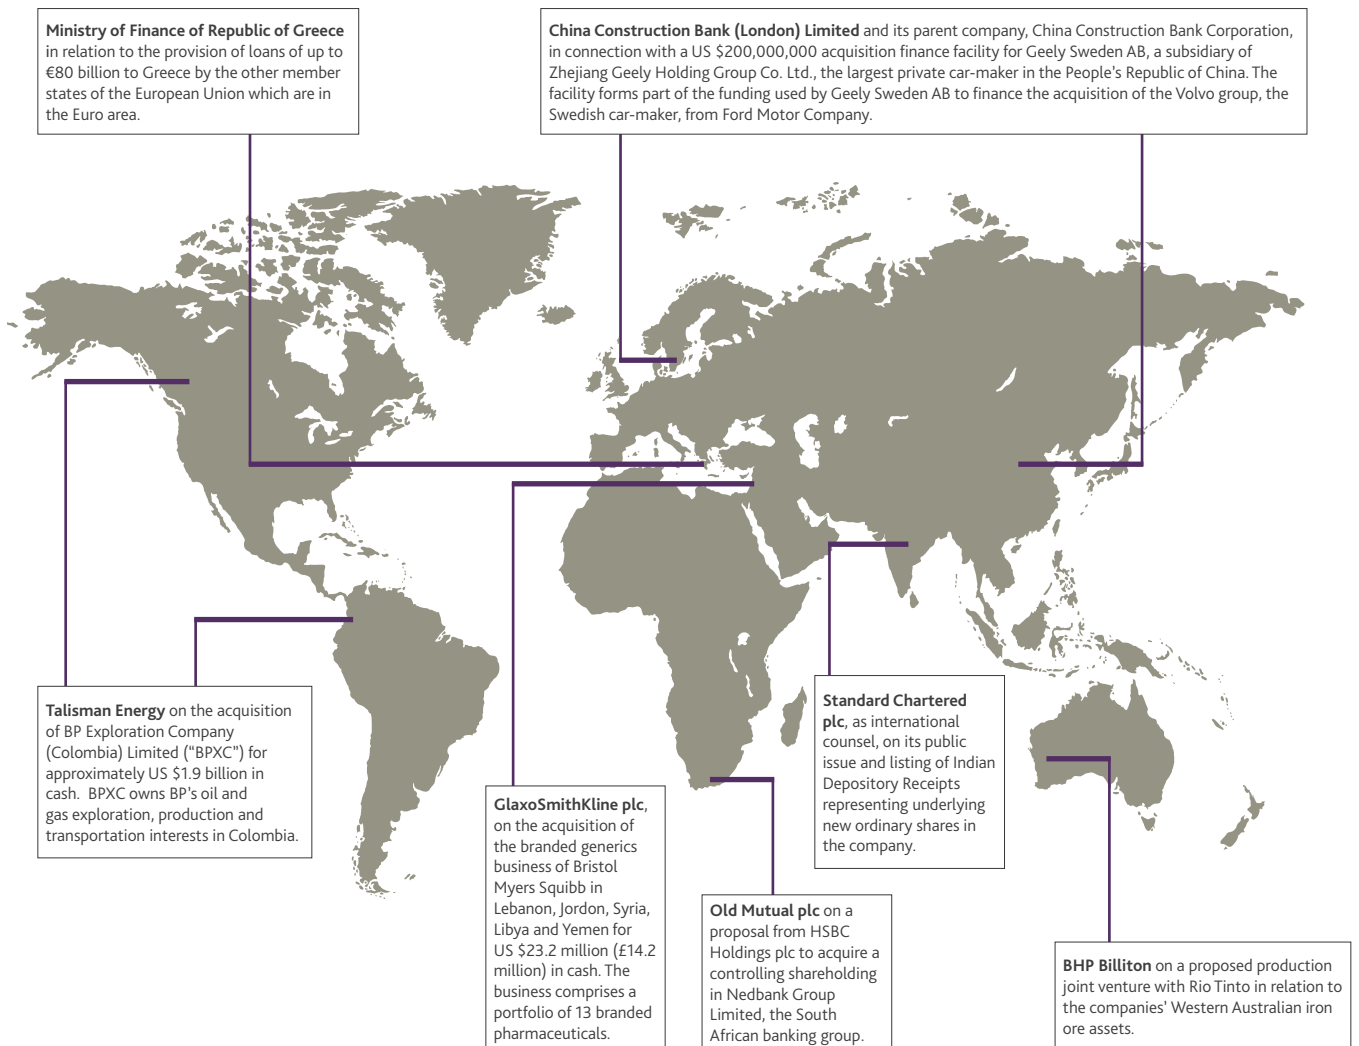 Ministry of Finance of Republic of Greece
in relation to the provision of loans of up to
€80 billion to Greece by the other member
states of the European Union which are in
the Euro area.
China Construction Bank (London) Limited and its parent company, China Construction Bank Corporation,
in connection with a US $200,000,000 acquisition finance facility for Geely Sweden AB, a subsidiary of
Zhejiang Geely Holding Group Co. Ltd., the largest private car-maker in the People's Republic of China. The
facility forms part of the funding used by Geely Sweden AB to finance the acquisition of the Volvo group, the
Swedish car-maker, from Ford Motor Company.
Talisman Energy on the acquisition
of BP Exploration Company
(Colombia) Limited (“BPXC”) for
approximately US $1.9 billion in
cash. BPXC owns BP's oil and
gas exploration, production and
transportation interests in Colombia.
GlaxoSmithKline plc,
on the acquisition of
the branded generics
business of Bristol
Myers Squibb in
Lebanon, Jordon, Syria,
Libya and Yemen for
US $23.2 million (£14.2
million) in cash. The
business comprises a
portfolio of 13 branded
pharmaceuticals.
Old Mutual plc on a
proposal from HSBC
Holdings plc to acquire a
controlling shareholding
in Nedbank Group
Limited, the South
African banking group.
Standard Chartered
plc, as international
counsel, on its public
issue and listing of Indian
Depository Receipts
representing underlying
new ordinary shares in
the company.
BHP Billiton on a proposed production
joint venture with Rio Tinto in relation to
the companies' Western Australian iron
ore assets.